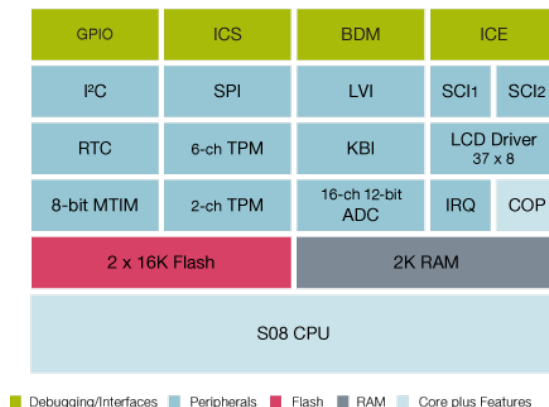 GPIO ICS BDM ICE
I²C SPI LVI SCI1 SCI2
RTC 6-ch TPM KBI LCD Driver
37 x 8
8-bit MTIM 2-ch TPM 16-ch 12-bit
ADC IRQ COP
2 x 16K Flash 2K RAM
S08 CPU
Debugging/Interfaces Peripherals Flash RAM Core plus Features